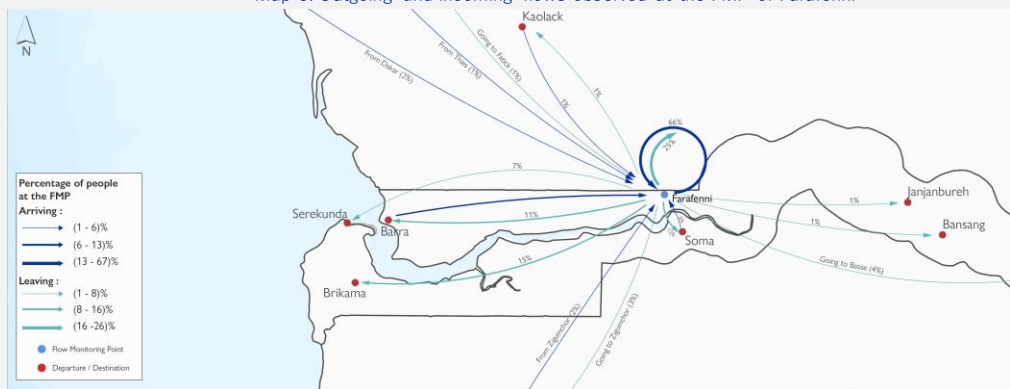 Map 3: Outgoing and incoming flows observed at the FMP of Farafenni
N
Kaolack
From Dakar (2%)
From Thies (1%)
Going to Fatick (1%)
1%
1%
66%
25%
7%
Percentage of people
at the FMP
Arriving :
(1 - 6)%
(6 - 13)%
(13 - 67)%
Leaving :
(1 - 8)%
(8 - 16)%
(16 -26)%
Flow Monitoring Point
Departure / Destination
Serekunda
Barra
11%
Farafenni
Soma
1%
Janjanbureh
1%
Bansang
15%
Brikama
Going to Basse (4%)
From Ziguinchor (2%)
Going to Ziguinchor (3%)